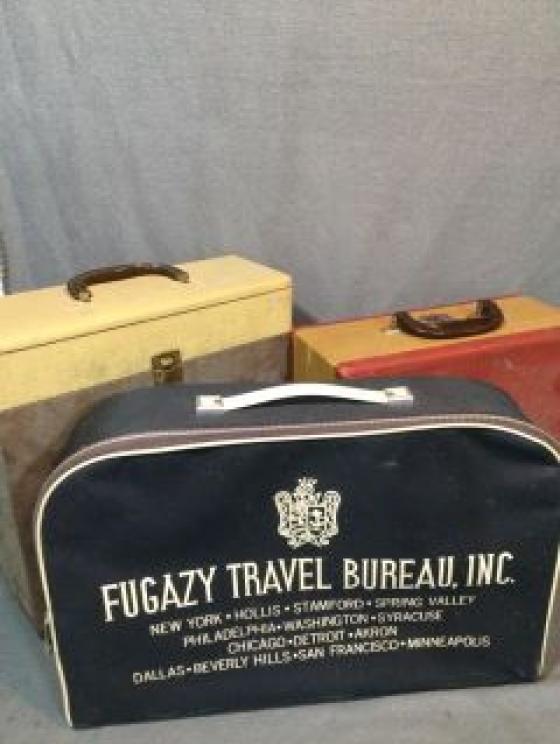 FUGAZY TRAVEL BUREAU, INC.
NEW YORK • HOLLIS • STAMFORD • SPRING VALLEY
PHILADELPHIA • WASHINGTON • SYRACUSE
CHICAGO • DETROIT • AKRON
DALLAS • BEVERLY HILLS • SAN FRANCISCO • MINNEAPOLIS